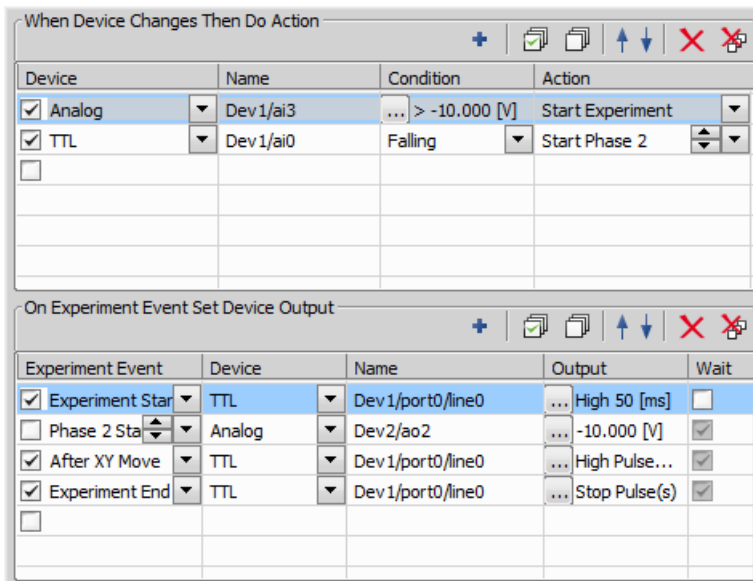 When Device Changes Then Do Action
Device Name Condition Action
Analog Dev1/ai3 ... > -10.000 [V] Start Experiment
TTL Dev1/ai0 Falling Start Phase 2
On Experiment Event Set Device Output
Experiment Event Device Name Output Wait
Experiment Star TTL Dev1/port0/line0 ... High 50 [ms]
Phase 2 Sta Analog Dev2/ao2 ... -10.000 [V]
After XY Move TTL Dev1/port0/line0 ... High Pulse...
Experiment End TTL Dev1/port0/line0 ... Stop Pulse(s)